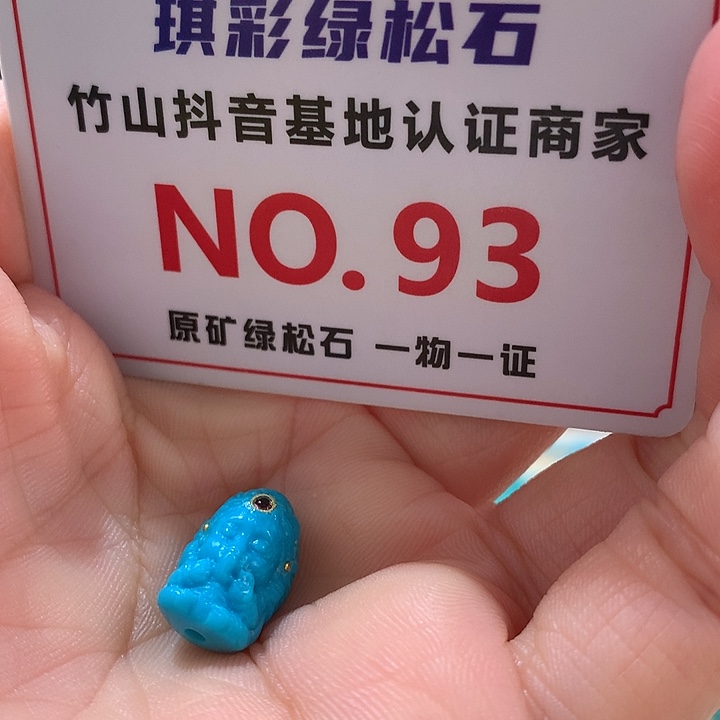 琪彩绿松石
竹山抖音基地认证商家
NO.93
原矿绿松石 一物一证